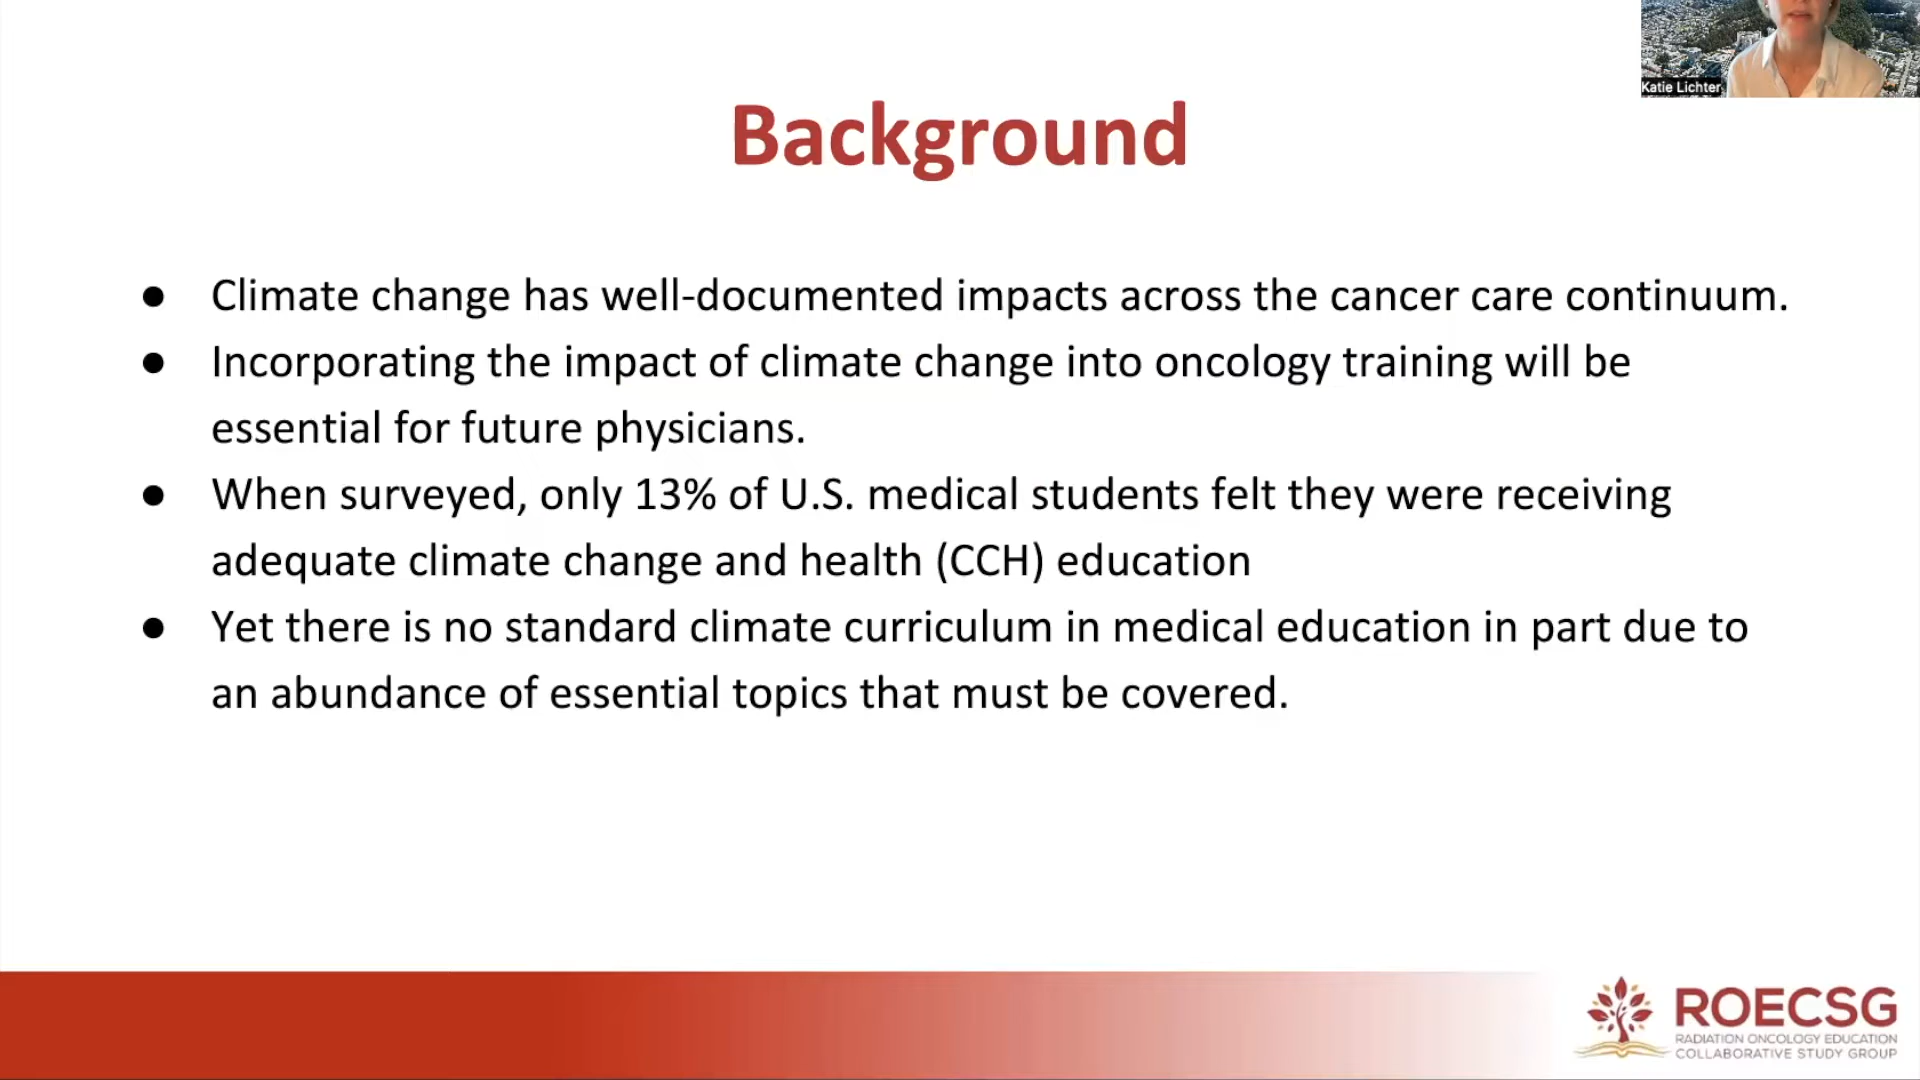 Katie Lichter
Background
● Climate change has well-documented impacts across the cancer care continuum.
● Incorporating the impact of climate change into oncology training will be
essential for future physicians.
● When surveyed, only 13% of U.S. medical students felt they were receiving
adequate climate change and health (CCH) education
● Yet there is no standard climate curriculum in medical education in part due to
an abundance of essential topics that must be covered.
ROECSG
RADIATION ONCOLOGY EDUCATION
COLLABORATIVE STUDY GROUP